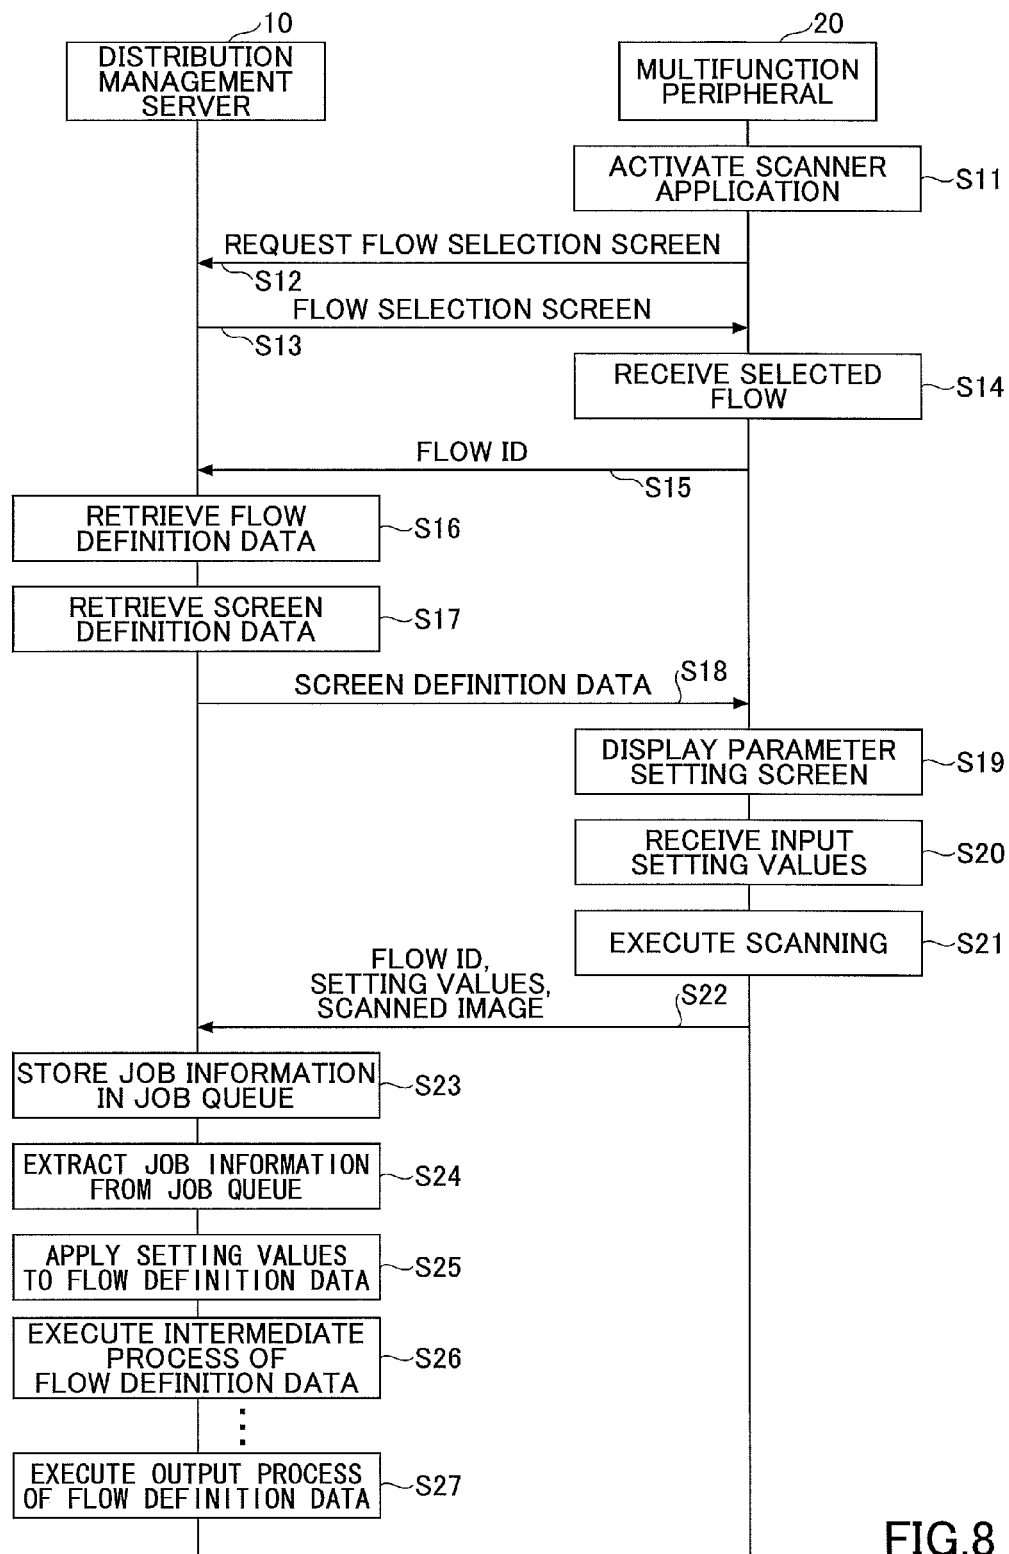 10
DISTRIBUTION
MANAGEMENT
SERVER
20
MULTIFUNCTION
PERIPHERAL
ACTIVATE SCANNER
APPLICATION
S11
REQUEST FLOW SELECTION SCREEN
S12
FLOW SELECTION SCREEN
S13
RECEIVE SELECTED
FLOW
S14
FLOW ID
S15
RETRIEVE FLOW
DEFINITION DATA
S16
RETRIEVE SCREEN
DEFINITION DATA
S17
SCREEN DEFINITION DATA
S18
DISPLAY PARAMETER
SETTING SCREEN
S19
RECEIVE INPUT
SETTING VALUES
S20
EXECUTE SCANNING
S21
FLOW ID,
SETTING VALUES,
SCANNED IMAGE
S22
STORE JOB INFORMATION
IN JOB QUEUE
S23
EXTRACT JOB INFORMATION
FROM JOB QUEUE
S24
APPLY SETTING VALUES
TO FLOW DEFINITION DATA
S25
EXECUTE INTERMEDIATE
PROCESS OF
FLOW DEFINITION DATA
S26
EXECUTE OUTPUT PROCESS
OF FLOW DEFINITION DATA
S27
FIG.8